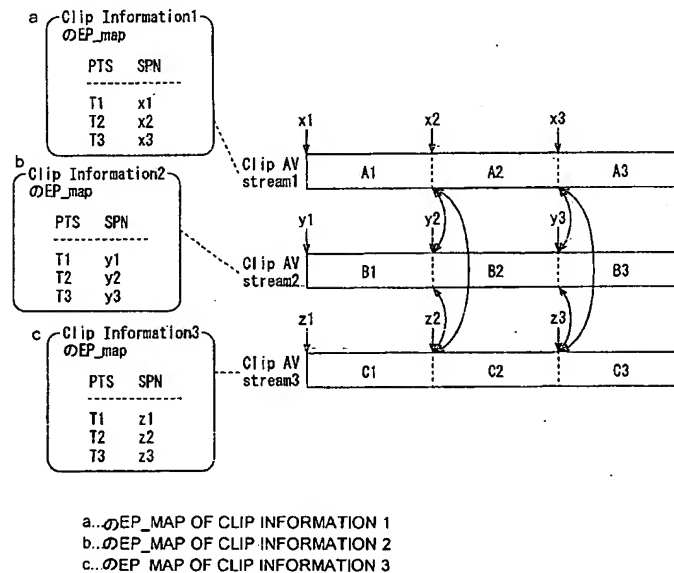 a
Clip Information1
のEP_map
PTS SPN
T1 x1
T2 x2
T3 x3
b
Clip Information2
のEP_map
PTS SPN
T1 y1
T2 y2
T3 y3
c
Clip Information3
のEP_map
PTS SPN
T1 z1
T2 z2
T3 z3
x1 x2 x3
Clip AV
stream1
A1 A2 A3
y1 y2 y3
Clip AV
stream2
B1 B2 B3
z1 z2 z3
Clip AV
stream3
C1 C2 C3
a...のEP_MAP OF CLIP INFORMATION 1
b...のEP_MAP OF CLIP INFORMATION 2
c...のEP MAP OF CLIP INFORMATION 3